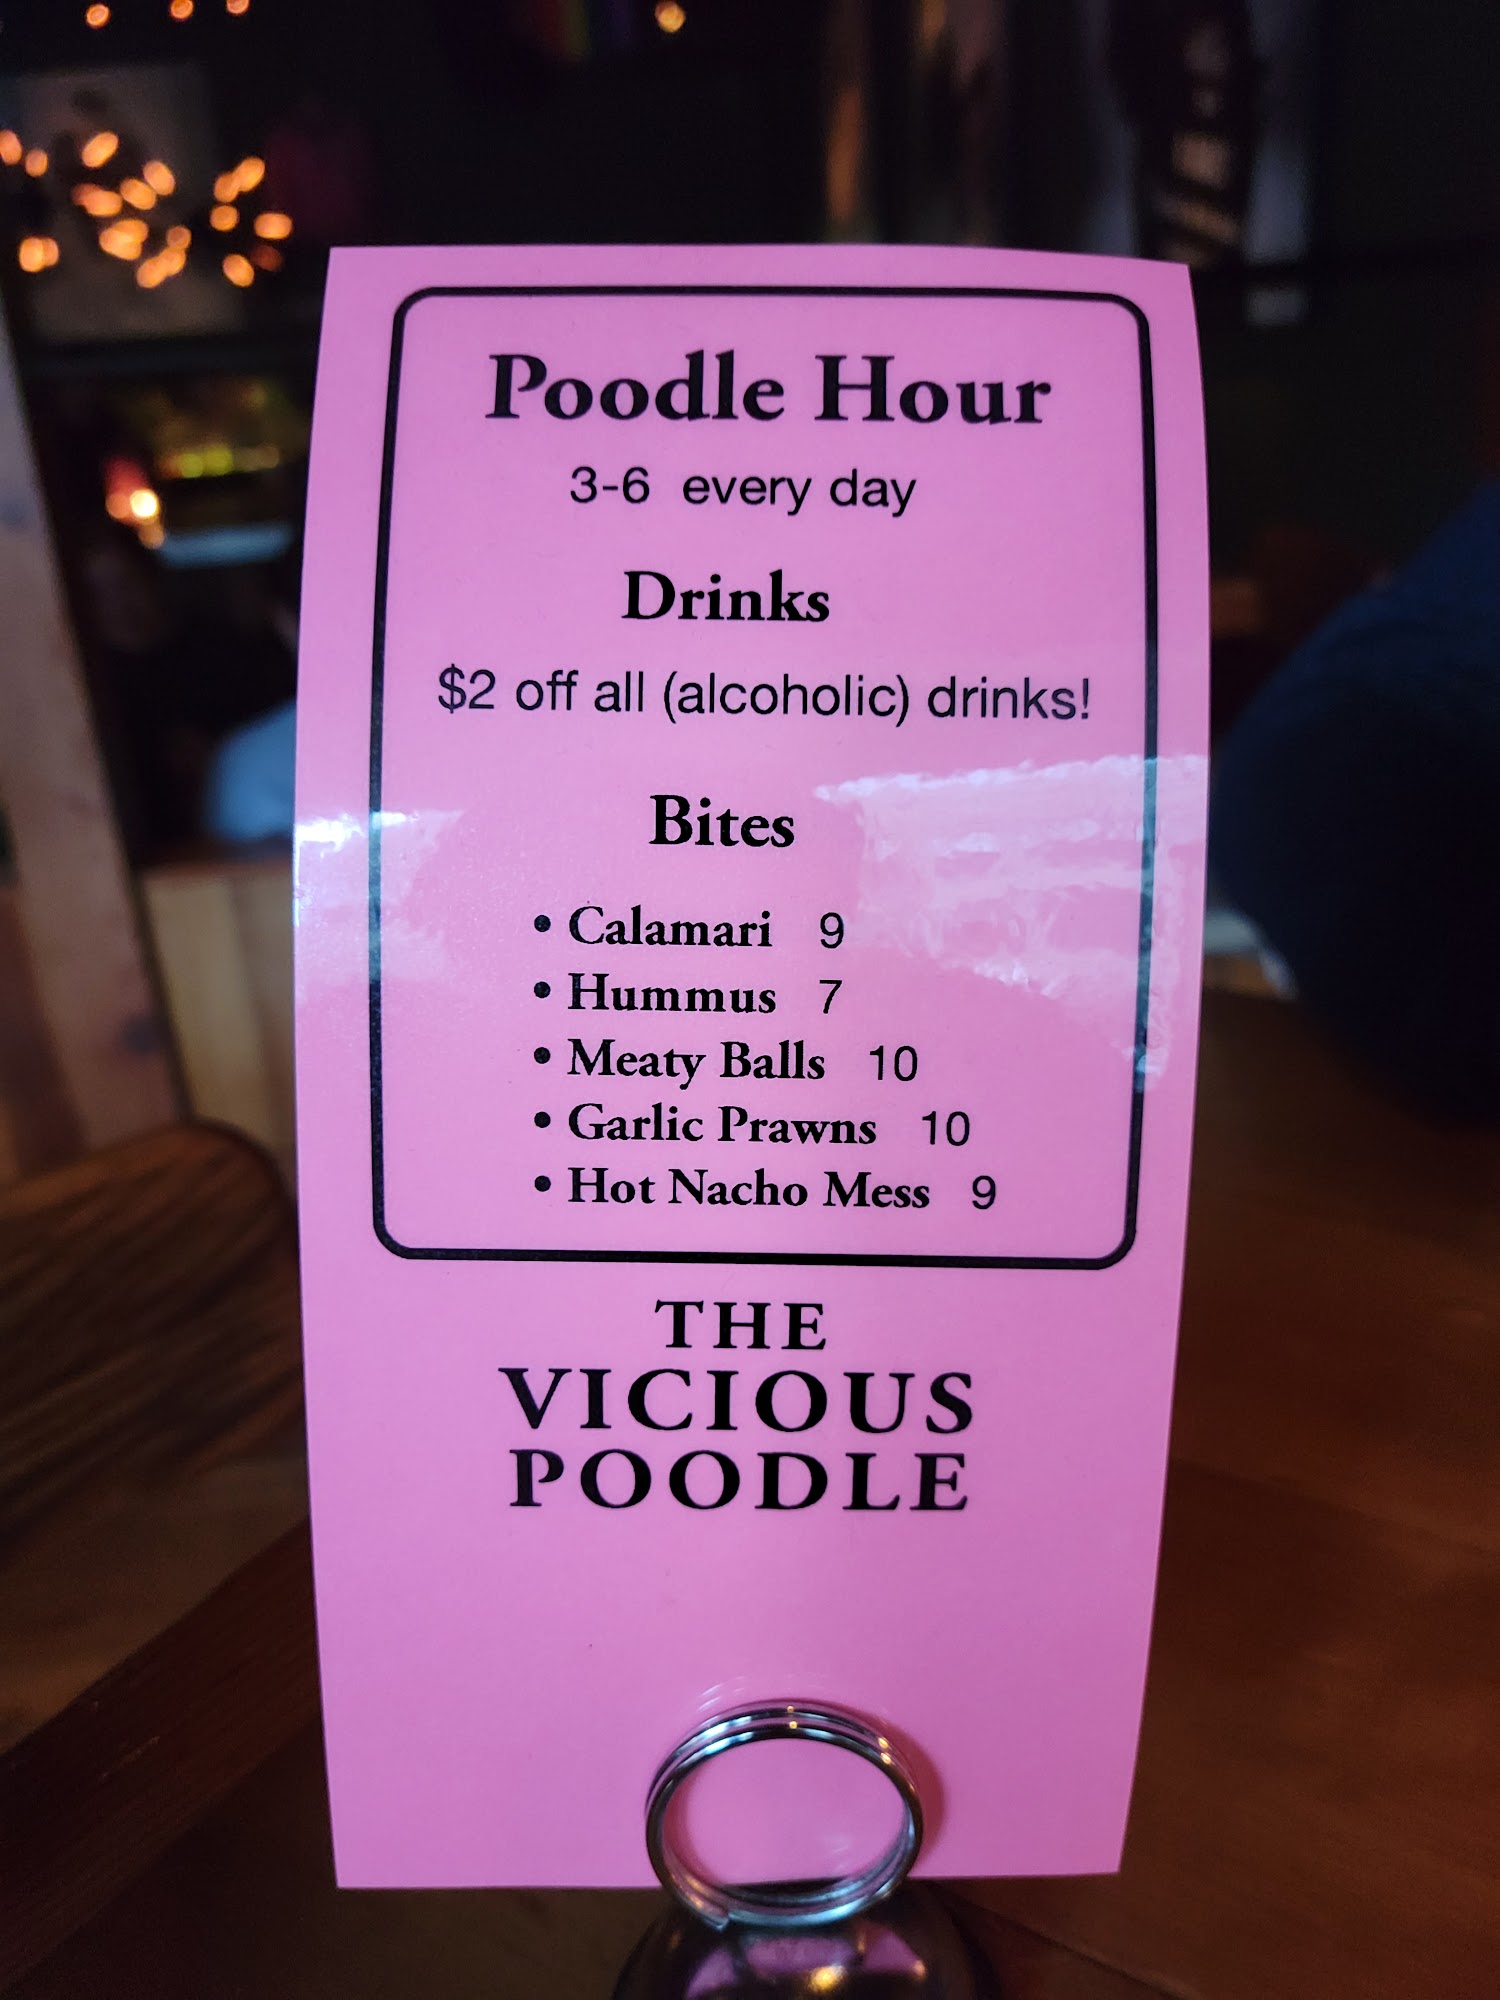 Poodle Hour
3-6 every day
Drinks
$2 off all (alcoholic) drinks!
Bites
• Calamari 9
• Hummus 7
• Meaty Balls 10
• Garlic Prawns 10
• Hot Nacho Mess 9
THE
VICIOUS
POODLE